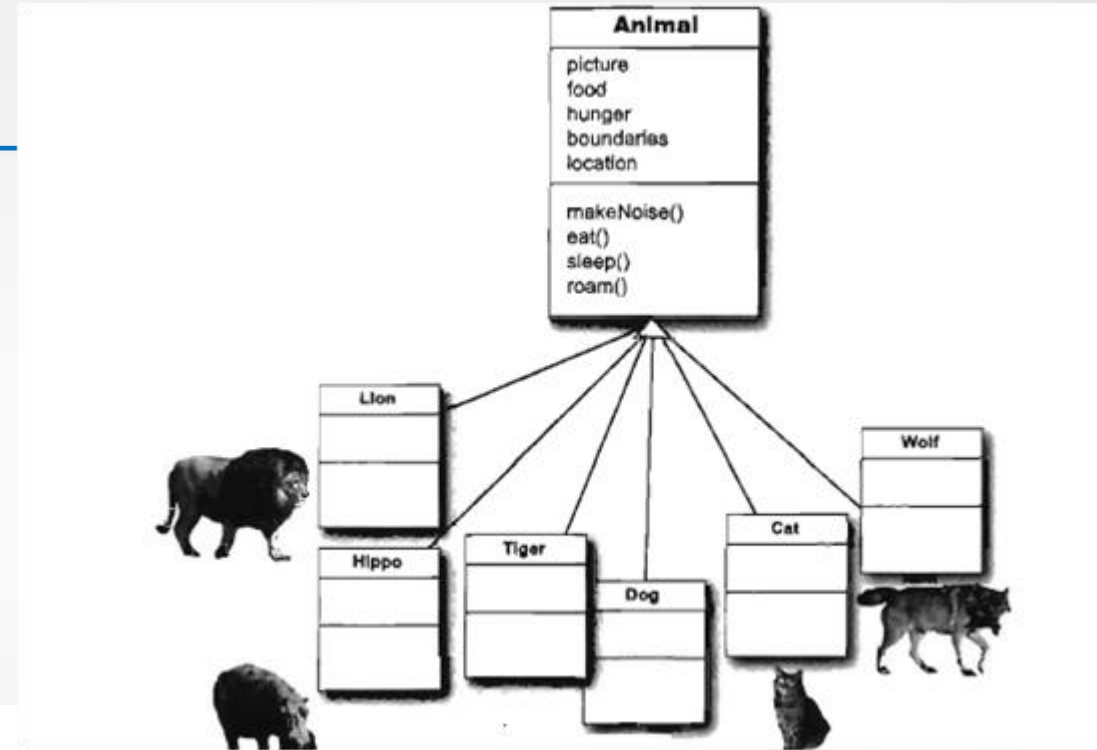 Animal
picture
food
hunger
boundaries
location
makeNoise()
eat()
sleep()
roam()
Lion
Wolf
Cat
Tiger
Hippo
Dog